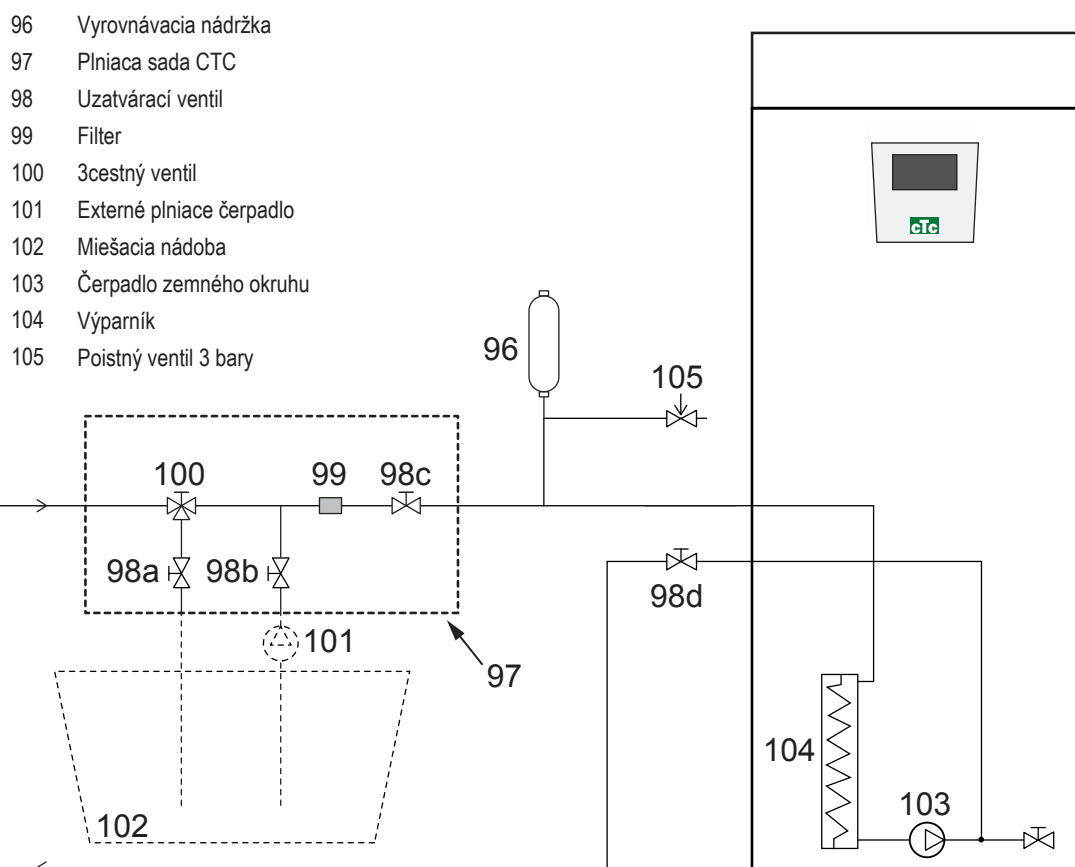 96 Vyrovnávacia nádržka
97 Plniaca sada CTC
98 Uzatvárací ventil
99 Filter
100 3cestný ventil
101 Externé plniace čerpadlo
102 Miešacia nádoba
103 Čerpadlo zemného okruhu
104 Výparník
105 Poistný ventil 3 bary
cTc
96
105
100 99 98c
98a 98b
98d
101
97
104
103
102